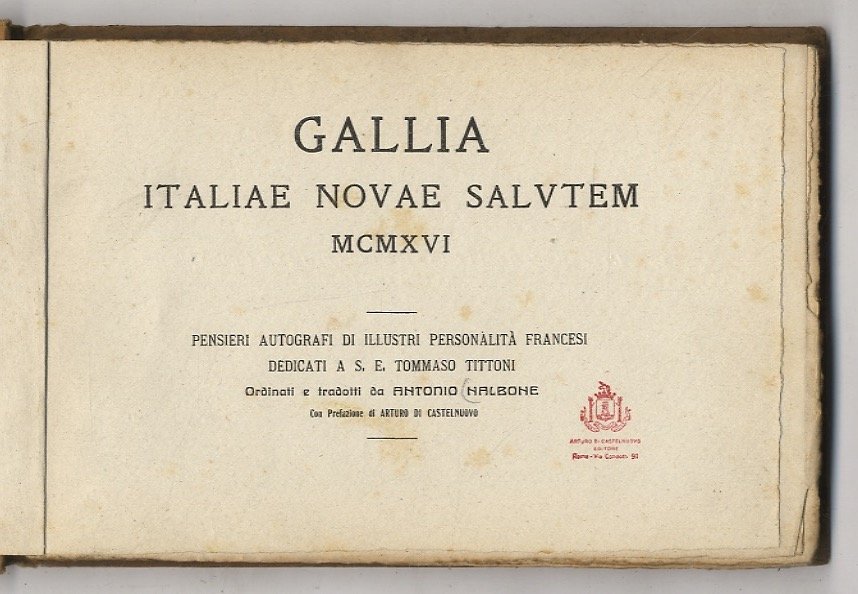 GALLIA
ITALIAE NOVAE SALVTEM
MCMXVI
PENSIERI AUTOGRAFI DI ILLUSTRI PERSONALITÀ FRANCESI
DEDICATI A S. E. TOMMASO TITTONI
Ordinati e tradotti da ANTONIO NALBONE
Con Prefazione di ARTURO DI CASTELNUOVO
ARTURO DI CASTELNUOVO
EDITORE
Roma - Via Condotti 91